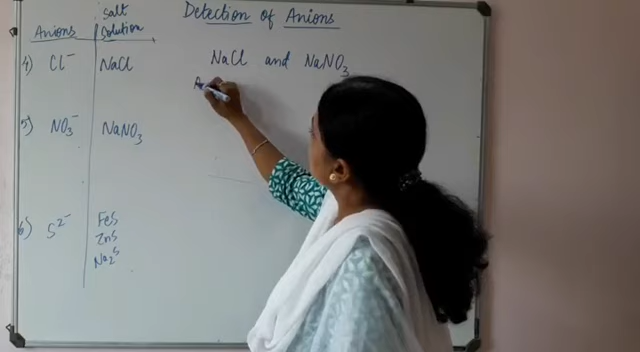 Detection of Anions
Anions
salt
solution
4) Cl⁻ NaCl
NaCl and NaNO₃
5) NO₃⁻ NaNO₃
6) S²⁻ FeS
ZnS
Na₂S